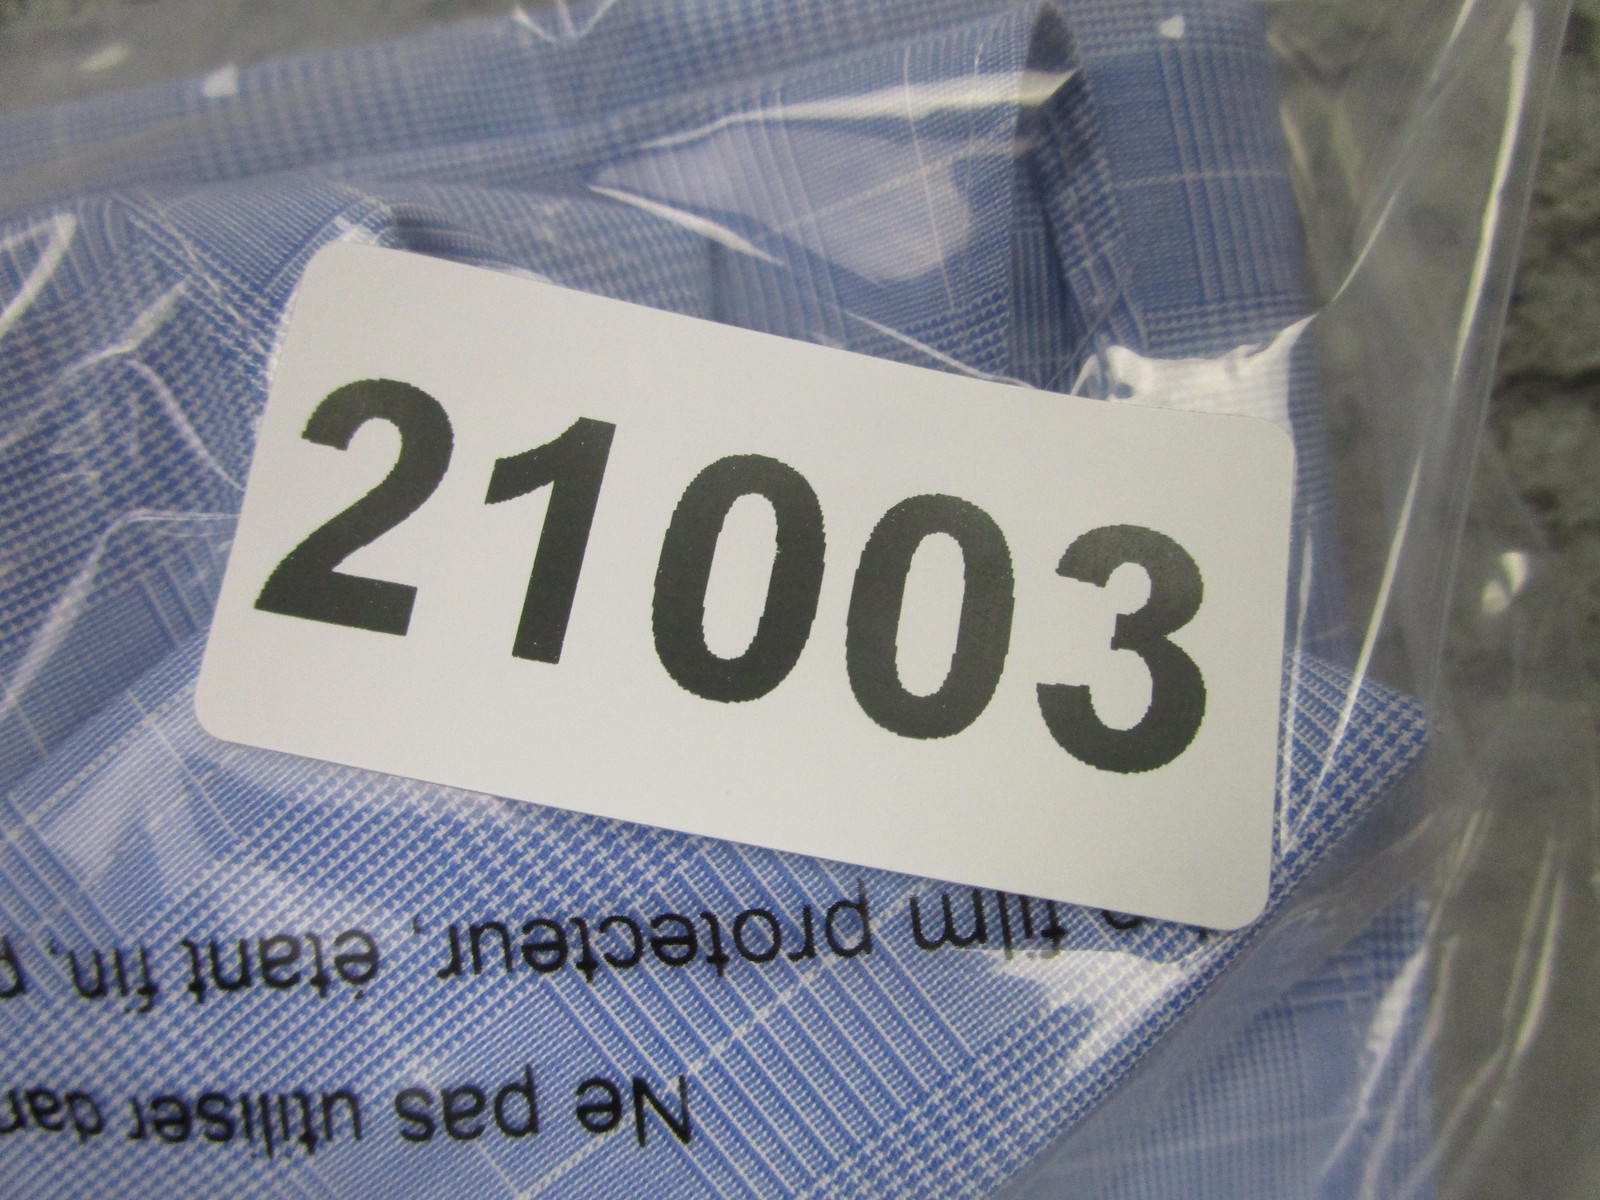 21003
Ne pas utiliser
film protecteur, étant fin,